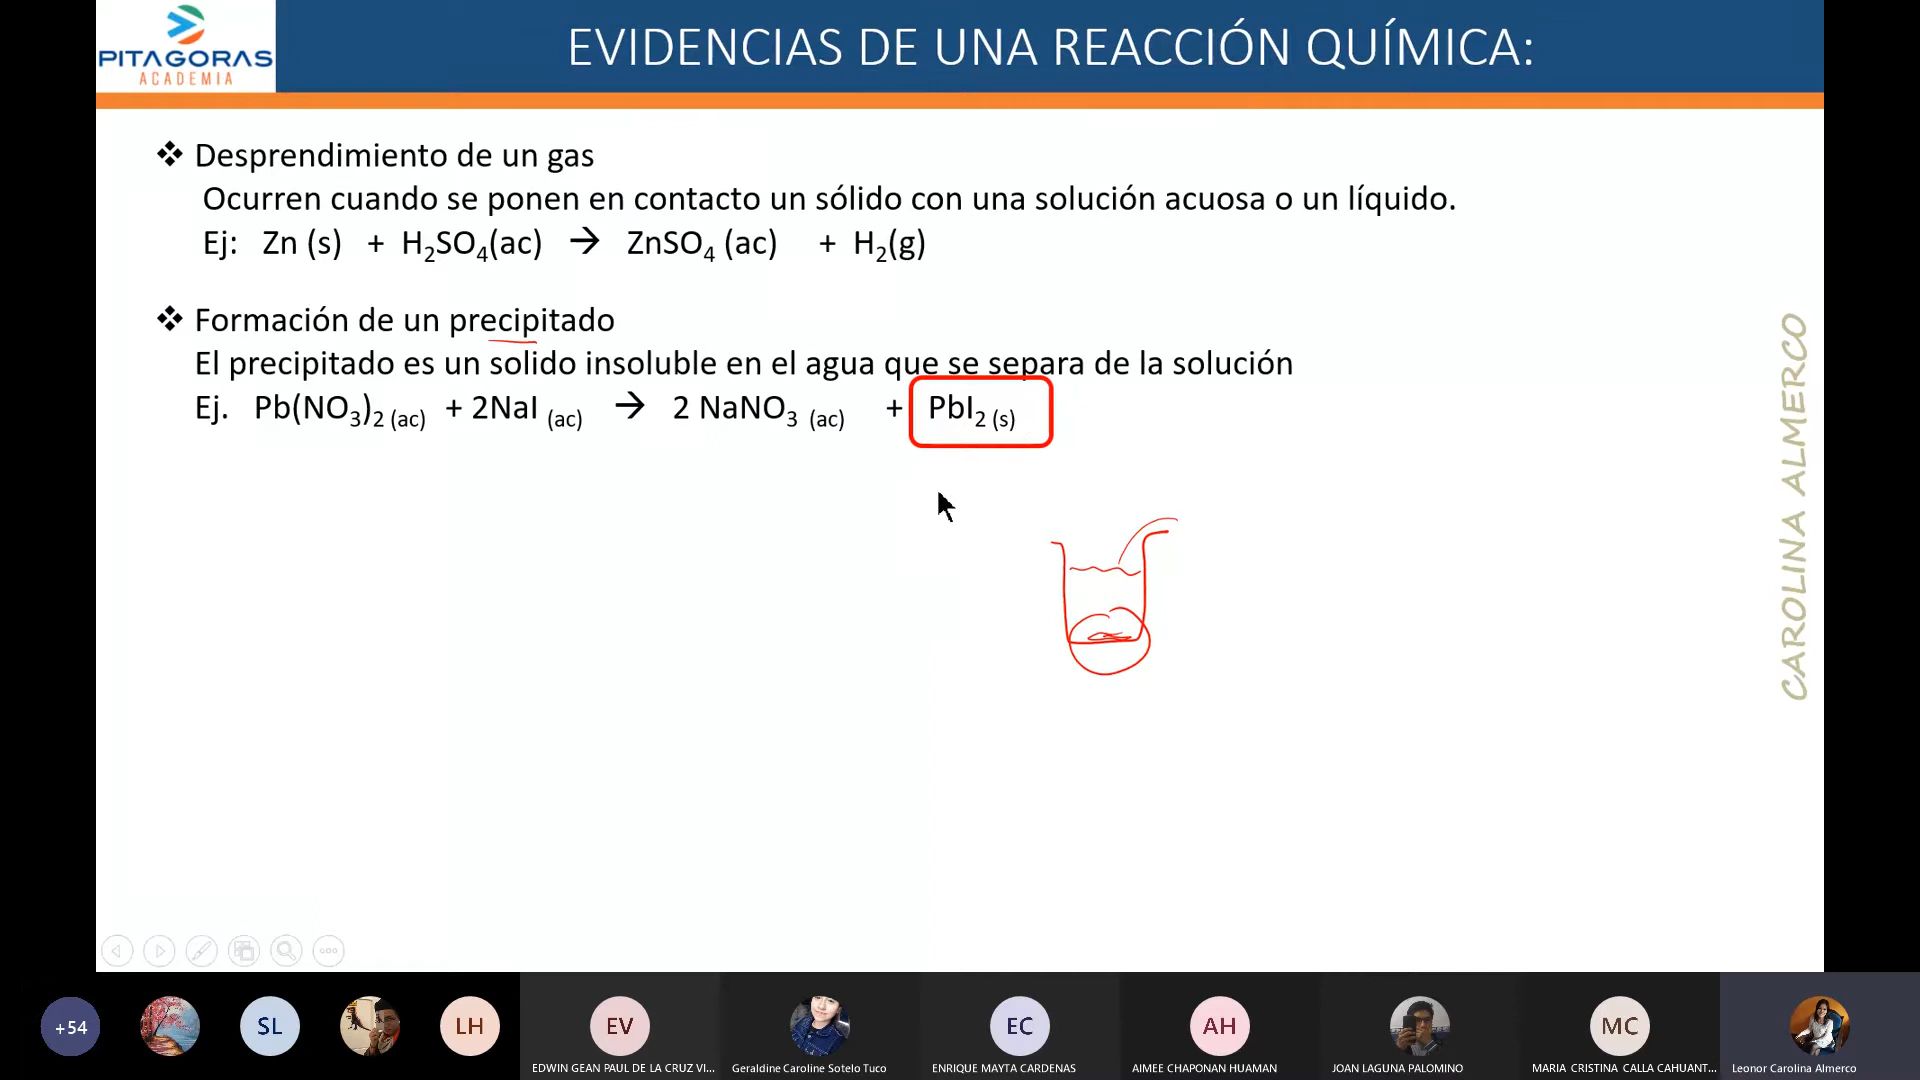 PITAGORAS
ACADEMIA
EVIDENCIAS DE UNA REACCIÓN QUÍMICA:
❖ Desprendimiento de un gas
Ocurren cuando se ponen en contacto un sólido con una solución acuosa o un líquido.
Ej: Zn (s) + H₂SO₄(ac) → ZnSO₄ (ac) + H₂(g)
❖ Formación de un precipitado
El precipitado es un solido insoluble en el agua que se separa de la solución
Ej. Pb(NO₃)₂ (ac) + 2NaI (ac) → 2 NaNO₃ (ac) + PbI₂ (s)
CAROLINA ALMERCO
+54
SL
LH
EV
EC
AH
MC
EDWIN GEAN PAUL DE LA CRUZ VI...
Geraldine Caroline Sotelo Tuco
ENRIQUE MAYTA CARDENAS
AIMEE CHAPONAN HUAMAN
JOAN LAGUNA PALOMINO
MARIA CRISTINA CALLA CAHUANT...
Leonor Carolina Almerco